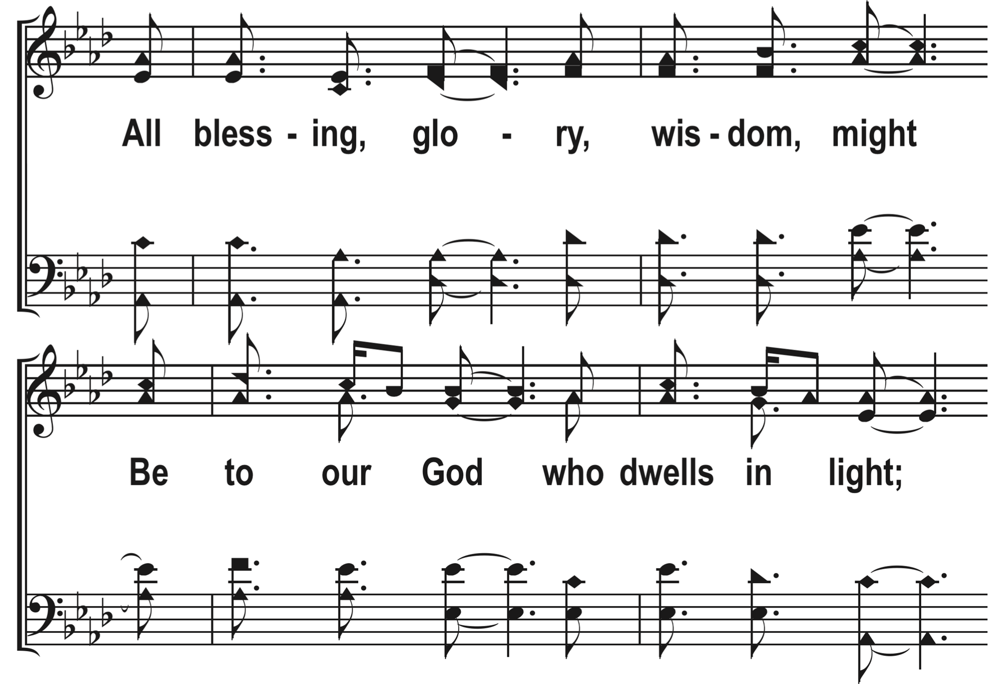 All bless - ing, glo - ry, wis - dom, might
Be to our God who dwells in light;